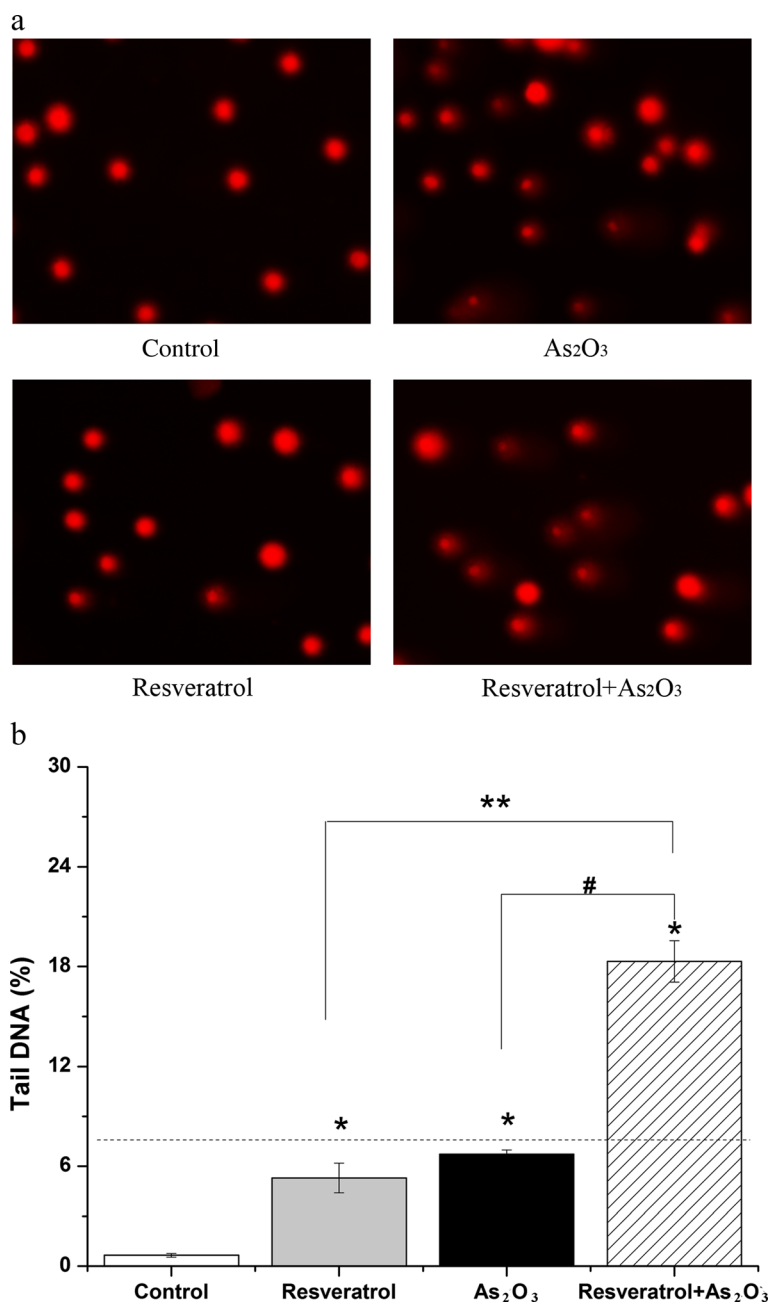 a
Control
As2O3
Resveratrol
Resveratrol+As2O3
b
30
24
18
12
6
0
Tail DNA (%)
**
#
*
*
*
Control
Resveratrol
As2O3
Resveratrol+As2O3